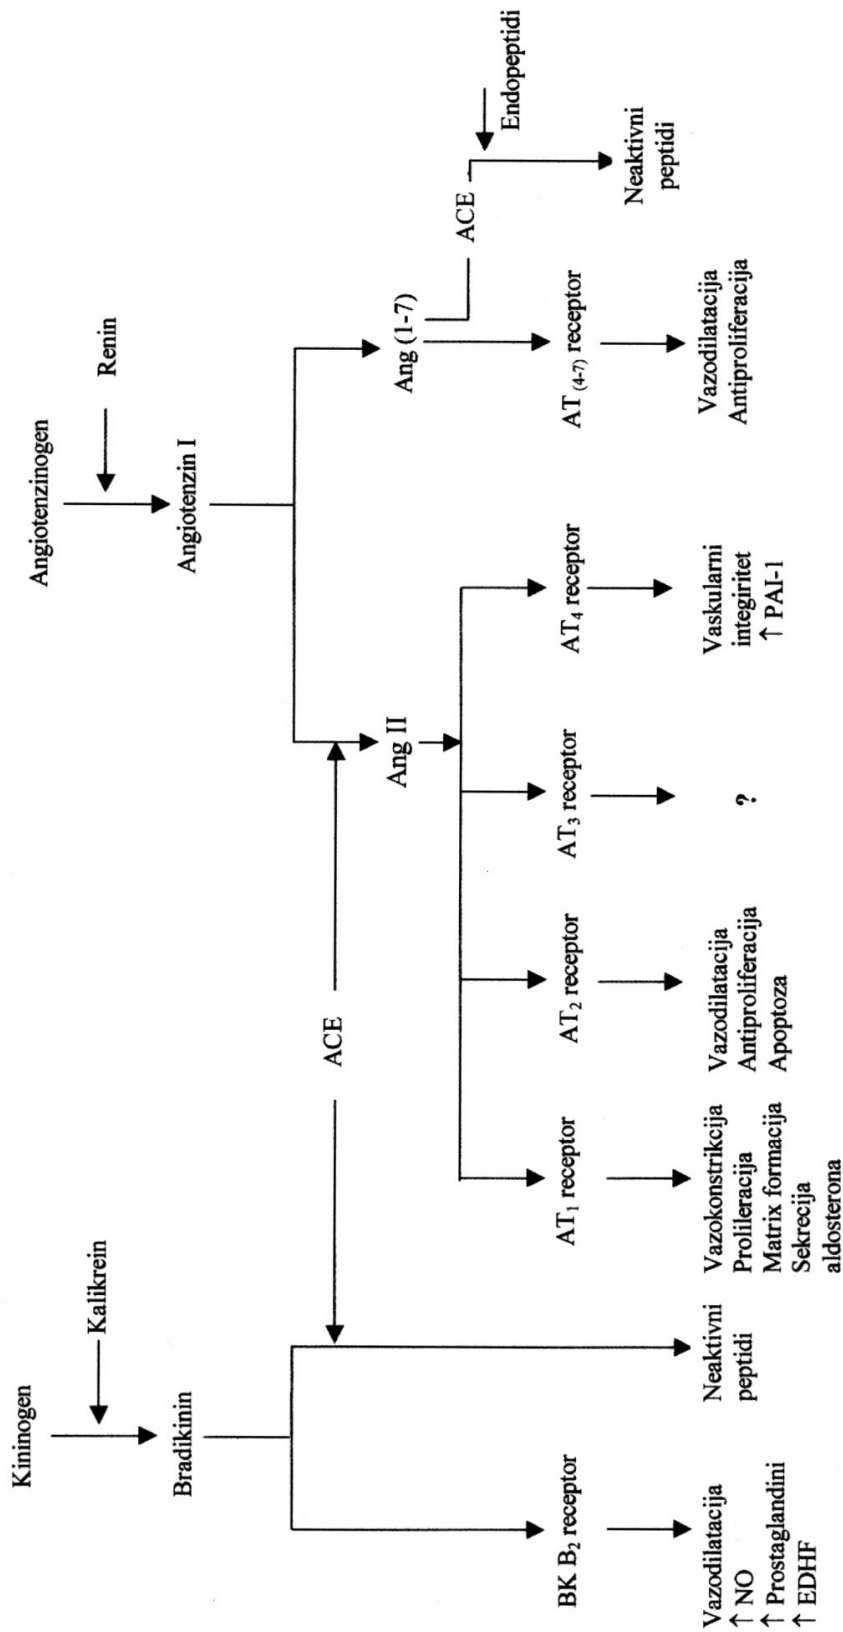 Kininogen
Kalikrein
Bradikinin
BK B₂ receptor
Vazodilatacija
↑ NO
↑ Prostaglandini
↑ EDHF
Neaktivni
peptidi
ACE
Angiotenzinogen
Renin
Angiotenzin I
Ang II
AT₁ receptor
Vazokonstrikcija
Prolileracija
Matrix formacija
Sekrecija
aldosterona
AT₂ receptor
Vazodilatacija
Antiproliferacija
Apoptoza
AT₃ receptor
?
AT₄ receptor
Vaskularni
integiritet
↑ PAI-1
Ang (1-7)
AT₍₄₋₇₎ receptor
Vazodilatacija
Antiproliferacija
ACE
Endopeptidi
Neaktivni
peptidi